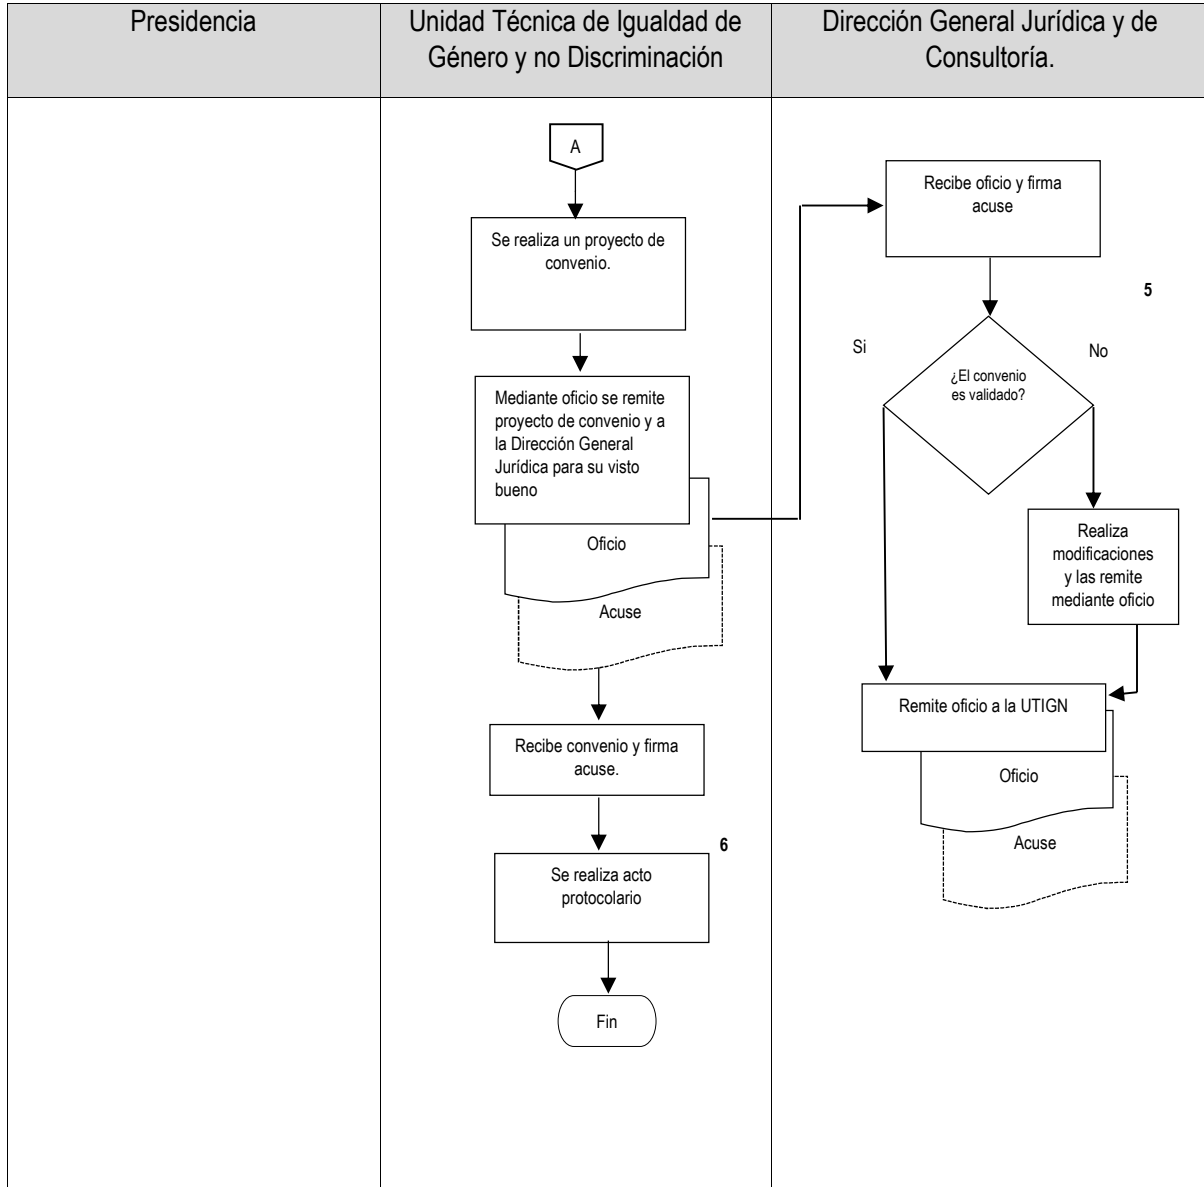 Presidencia
Unidad Técnica de Igualdad de
Género y no Discriminación
Dirección General Jurídica y de
Consultoría.
A
Se realiza un proyecto de
convenio.
Mediante oficio se remite
proyecto de convenio y a
la Dirección General
Jurídica para su visto
bueno
Oficio
Acuse
Recibe convenio y firma
acuse.
6
Se realiza acto
protocolario
Fin
Recibe oficio y firma
acuse
5
Si
No
¿El convenio
es validado?
Realiza
modificaciones
y las remite
mediante oficio
Remite oficio a la UTIGN
Oficio
Acuse